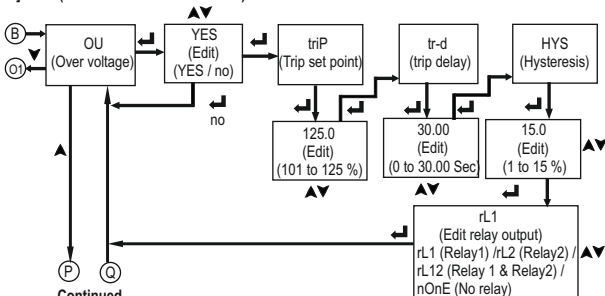 B
O1
OU
(Over voltage)
YES
(Edit)
(YES / no)
no
triP
(Trip set point)
125.0
(Edit)
(101 to 125 %)
tr-d
(trip delay)
30.00
(Edit)
(0 to 30.00 Sec)
HYS
(Hysteresis)
15.0
(Edit)
(1 to 15 %)
rL1
(Edit relay output)
rL1 (Relay1) /rL2 (Relay2) /
rL12 (Relay 1 & Relay2) /
nOnE (No relay)
P
Q
Continued